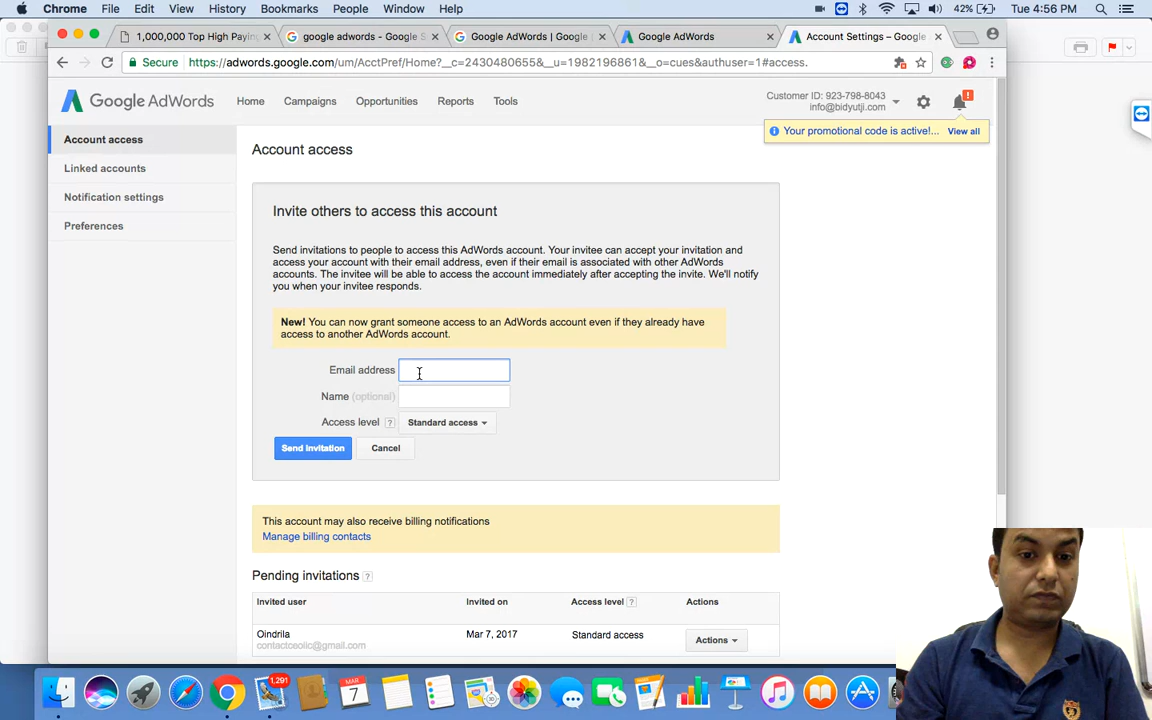 Chrome File Edit View History Bookmarks People Window Help 42% Tue 4:56 PM
1,000,000 Top High Paying
google adwords - Google S
Google AdWords | Google
Google AdWords
Account Settings – Google
Secure https://adwords.google.com/um/AcctPref/Home?__c=2430480655&__u=1982196861&__o=cues&authuser=1#access.
Google AdWords Home Campaigns Opportunities Reports Tools
Customer ID: 923-798-8043
info@bidyutji.com
!
Your promotional code is active!... View all
Account access
Linked accounts
Notification settings
Preferences
Account access
Invite others to access this account
Send invitations to people to access this AdWords account. Your invitee can accept your invitation and
access your account with their email address, even if their email is associated with other AdWords
accounts. The invitee will be able to access the account immediately after accepting the invite. We'll notify
you when your invitee responds.
New! You can now grant someone access to an AdWords account even if they already have
access to another AdWords account.
Email address
Name (optional)
Access level ? Standard access
Send invitation Cancel
This account may also receive billing notifications
Manage billing contacts
Pending invitations ?
Invited user Invited on Access level ? Actions
Oindrila Mar 7, 2017 Standard access Actions
contactceolic@gmail.com
1,291
MAR
7